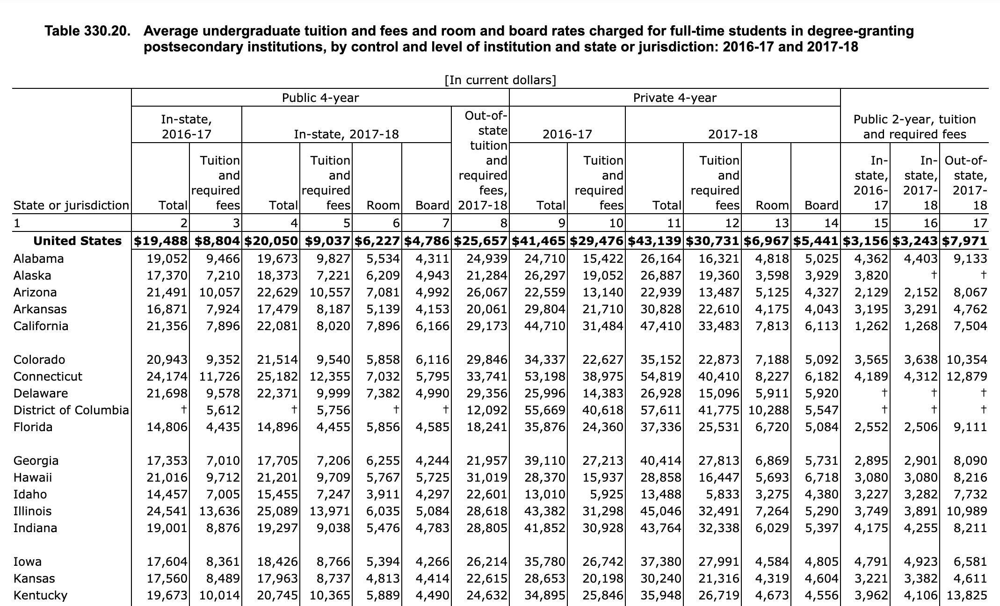 Table 330.20. Average undergraduate tuition and fees and room and board rates charged for full-time students in degree-granting
postsecondary institutions, by control and level of institution and state or jurisdiction: 2016-17 and 2017-18
[In current dollars]
Public 4-year Private 4-year
In-state, 2016-17
In-state, 2017-18
Out-of-state tuition and required fees, 2017-18
2016-17
2017-18
Public 2-year, tuition and required fees
State or jurisdiction Total Tuition and required fees Total Tuition and required fees Room Board Total Tuition and required fees Total Tuition and required fees Room Board In-state, 2016-17 In-state, 2017-18 Out-of-state, 2017-18
1 2 3 4 5 6 7 8 9 10 11 12 13 14 15 16 17
United States $19,488 $8,804 $20,050 $9,037 $6,227 $4,786 $25,657 $41,465 $29,476 $43,139 $30,731 $6,967 $5,441 $3,156 $3,243 $7,971
Alabama 19,052 9,466 19,673 9,827 5,534 4,311 24,939 24,710 15,422 26,164 16,321 4,818 5,025 4,362 4,403 9,133
Alaska 17,370 7,210 18,373 7,221 6,209 4,943 21,284 26,297 19,052 26,887 19,360 3,598 3,929 3,820 † †
Arizona 21,491 10,057 22,629 10,557 7,081 4,992 26,067 22,559 13,140 22,939 13,487 5,125 4,327 2,129 2,152 8,067
Arkansas 16,871 7,924 17,479 8,187 5,139 4,153 20,061 29,804 21,710 30,828 22,610 4,175 4,043 3,195 3,291 4,762
California 21,356 7,896 22,081 8,020 7,896 6,166 29,173 44,710 31,484 47,410 33,483 7,813 6,113 1,262 1,268 7,504
Colorado 20,943 9,352 21,514 9,540 5,858 6,116 29,846 34,337 22,627 35,152 22,873 7,188 5,092 3,565 3,638 10,354
Connecticut 24,174 11,726 25,182 12,355 7,032 5,795 33,741 53,198 38,975 54,819 40,410 8,227 6,182 4,189 4,312 12,879
Delaware 21,698 9,578 22,371 9,999 7,382 4,990 29,356 25,996 14,383 26,928 15,096 5,911 5,920 † † †
District of Columbia † 5,612 † 5,756 † † 12,092 55,669 40,618 57,611 41,775 10,288 5,547 † † †
Florida 14,806 4,435 14,896 4,455 5,856 4,585 18,241 35,876 24,360 37,336 25,531 6,720 5,084 2,552 2,506 9,111
Georgia 17,353 7,010 17,705 7,206 6,255 4,244 21,957 39,110 27,213 40,414 27,813 6,869 5,731 2,895 2,901 8,090
Hawaii 21,016 9,712 21,201 9,709 5,767 5,725 31,019 28,370 15,937 28,858 16,447 5,693 6,718 3,080 3,080 8,216
Idaho 14,457 7,005 15,455 7,247 3,911 4,297 22,601 13,010 5,925 13,488 5,833 3,275 4,380 3,227 3,282 7,732
Illinois 24,541 13,636 25,089 13,971 6,035 5,084 28,618 43,382 31,298 45,046 32,491 7,264 5,290 3,749 3,891 10,989
Indiana 19,001 8,876 19,297 9,038 5,476 4,783 28,805 41,852 30,928 43,764 32,338 6,029 5,397 4,175 4,255 8,211
Iowa 17,604 8,361 18,426 8,766 5,394 4,266 26,214 35,780 26,742 37,380 27,991 4,584 4,805 4,791 4,923 6,581
Kansas 17,560 8,489 17,963 8,737 4,813 4,414 22,615 28,653 20,198 30,240 21,316 4,319 4,604 3,221 3,382 4,611
Kentucky 19,673 10,014 20,745 10,365 5,889 4,490 24,632 34,895 25,846 35,948 26,719 4,673 4,556 3,962 4,106 13,825